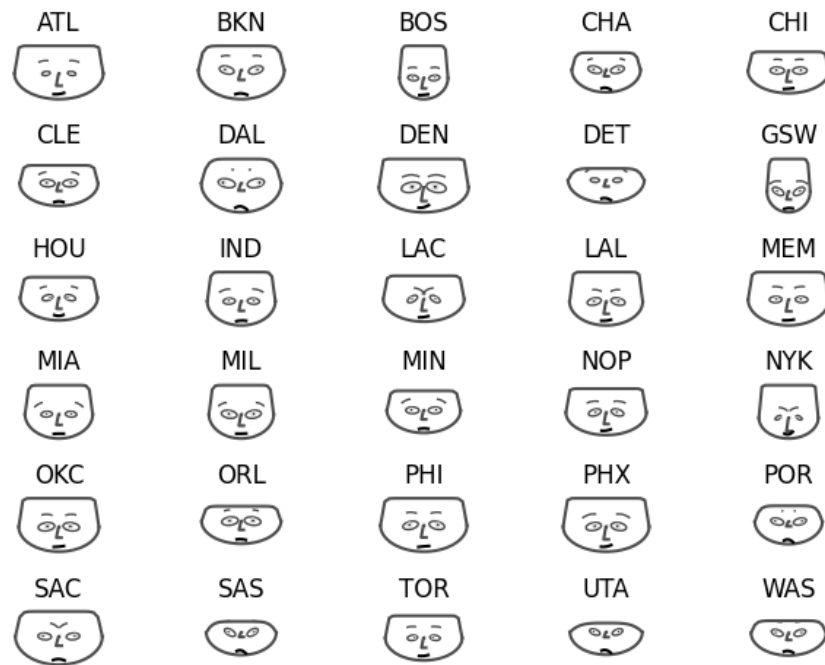 ATL BKN BOS CHA CHI
CLE DAL DEN DET GSW
HOU IND LAC LAL MEM
MIA MIL MIN NOP NYK
OKC ORL PHI PHX POR
SAC SAS TOR UTA WAS